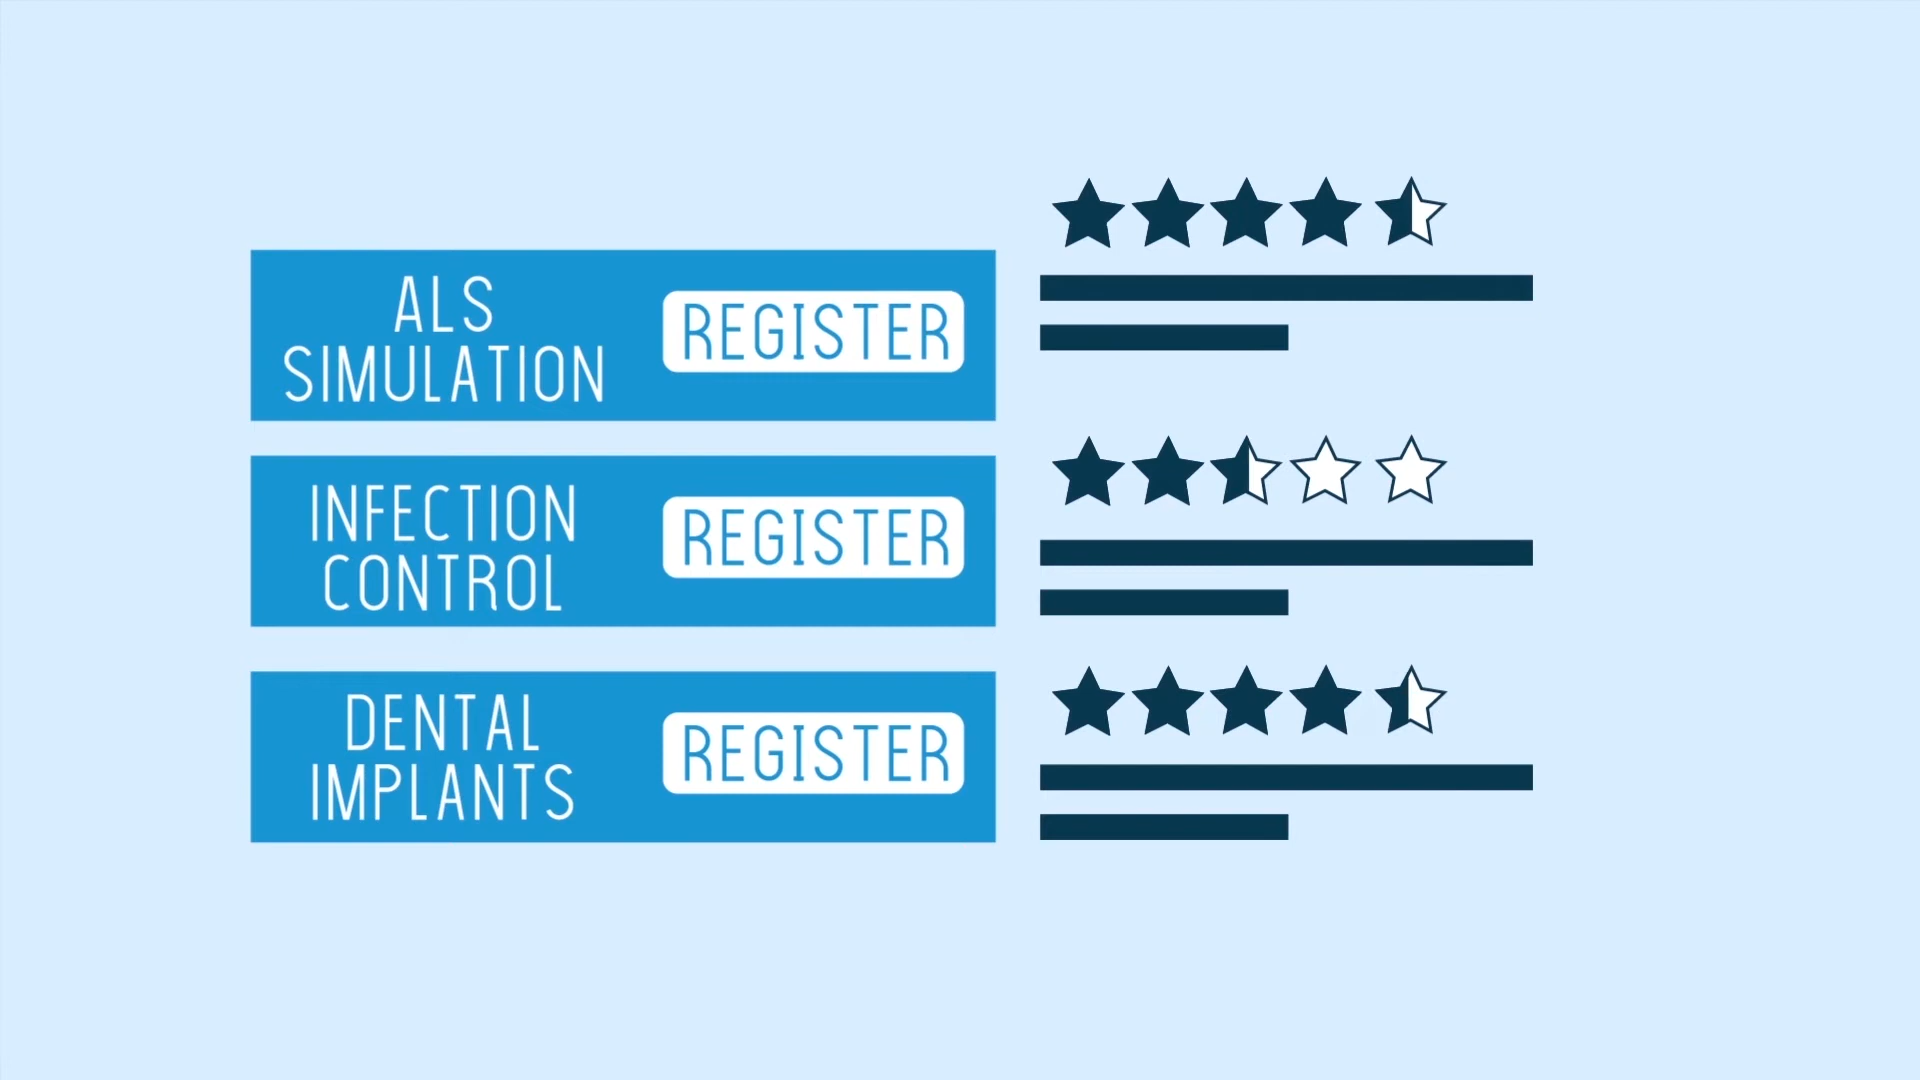 ALS
SIMULATION
REGISTER
INFECTION
CONTROL
REGISTER
DENTAL
IMPLANTS
REGISTER